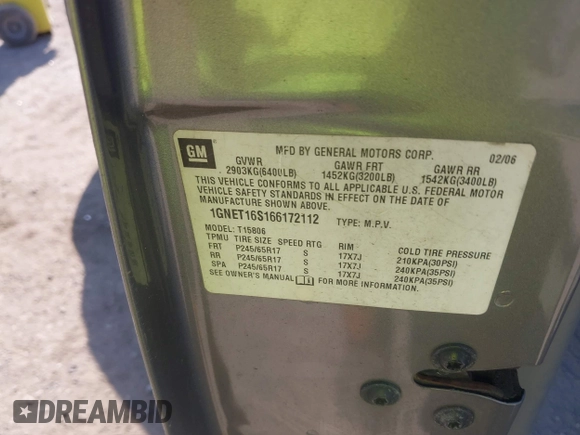 GM
MFD BY GENERAL MOTORS CORP. 02/06
GVWR GAWR FRT GAWR RR
2903KG(6400LB) 1452KG(3200LB) 1542KG(3400LB)
THIS VEHICLE CONFORMS TO ALL APPLICABLE U.S. FEDERAL MOTOR
VEHICLE SAFETY STANDARDS IN EFFECT ON THE DATE OF
MANUFACTURE SHOWN ABOVE.
1GNET16S166172112 TYPE: M.P.V.
MODEL: T15806
TPMU TIRE SIZE SPEED RTG RIM COLD TIRE PRESSURE
FRT P245/65R17 S 17X7J 210KPA(30PSI)
RR P245/65R17 S 17X7J 240KPA(35PSI)
SPA P245/65R17 S 17X7J 240KPA(35PSI)
SEE OWNER'S MANUAL FOR MORE INFORMATION.
DREAMBID